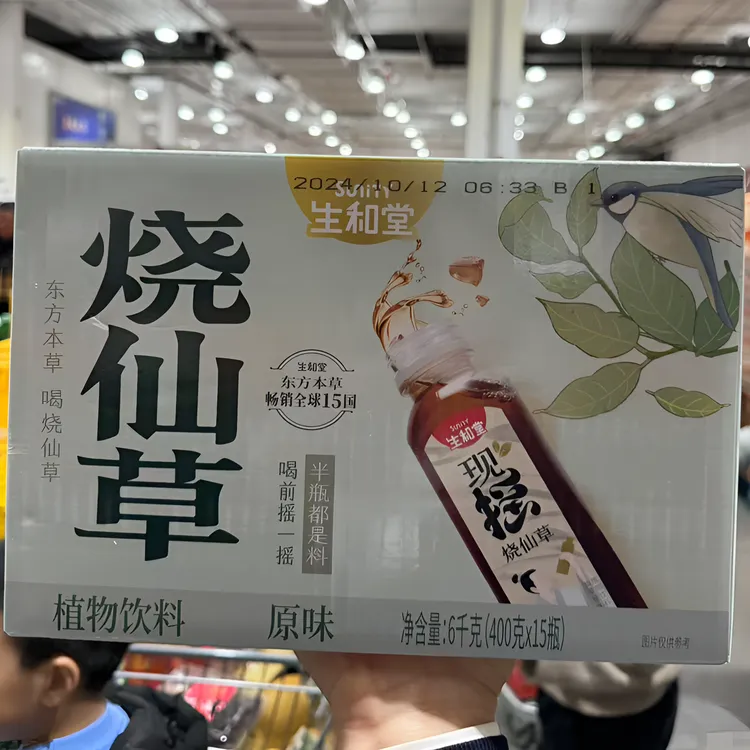 2024/10/12 06:33 B 1
SUNITY
生和堂
烧仙草
东方本草 喝烧仙草
生和堂
东方本草
畅销全球15国
半瓶都是料
喝前摇一摇
SUNITY
生和堂
现摇
烧仙草
植物饮料
原味
净含量:6千克(400克x15瓶)
图片仅供参考